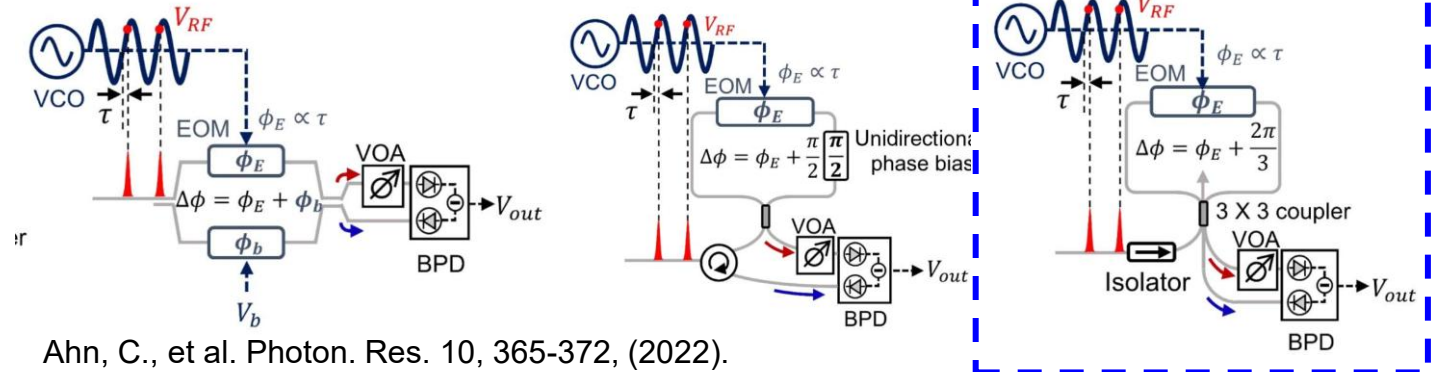 V_RF
VCO
τ
EOM
ϕ_E ∝ τ
ϕ_E
Δϕ = ϕ_E + ϕ_b
ϕ_b
V_b
VOA
BPD
V_out
er
V_RF
VCO
τ
EOM
ϕ_E ∝ τ
ϕ_E
Δϕ = ϕ_E + π/2
π/2
Unidirectiona
phase bias
VOA
BPD
V_out
V_RF
VCO
τ
EOM
ϕ_E ∝ τ
ϕ_E
Δϕ = ϕ_E + 2π/3
3 X 3 coupler
Isolator
VOA
BPD
V_out
Ahn, C., et al. Photon. Res. 10, 365-372, (2022).